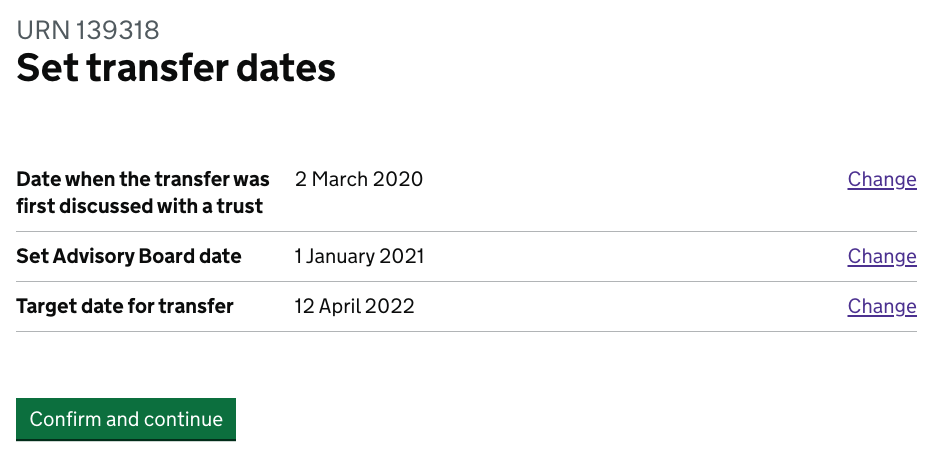 URN 139318
Set transfer dates
Date when the transfer was
first discussed with a trust
2 March 2020
Change
Set Advisory Board date
1 January 2021
Change
Target date for transfer
12 April 2022
Change
Confirm and continue